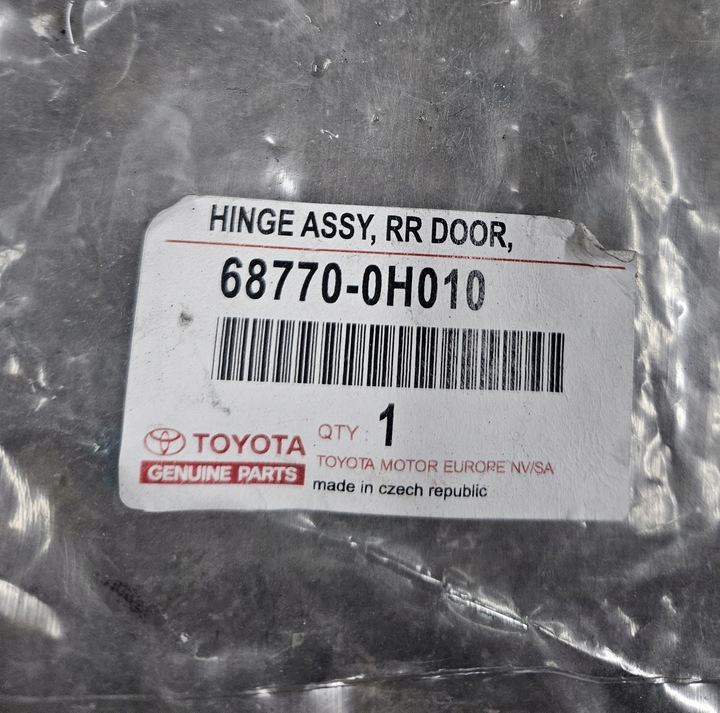 HINGE ASSY, RR DOOR,
68770-0H010
QTY : 1
TOYOTA
GENUINE PARTS
TOYOTA MOTOR EUROPE NV/SA
made in czech republic